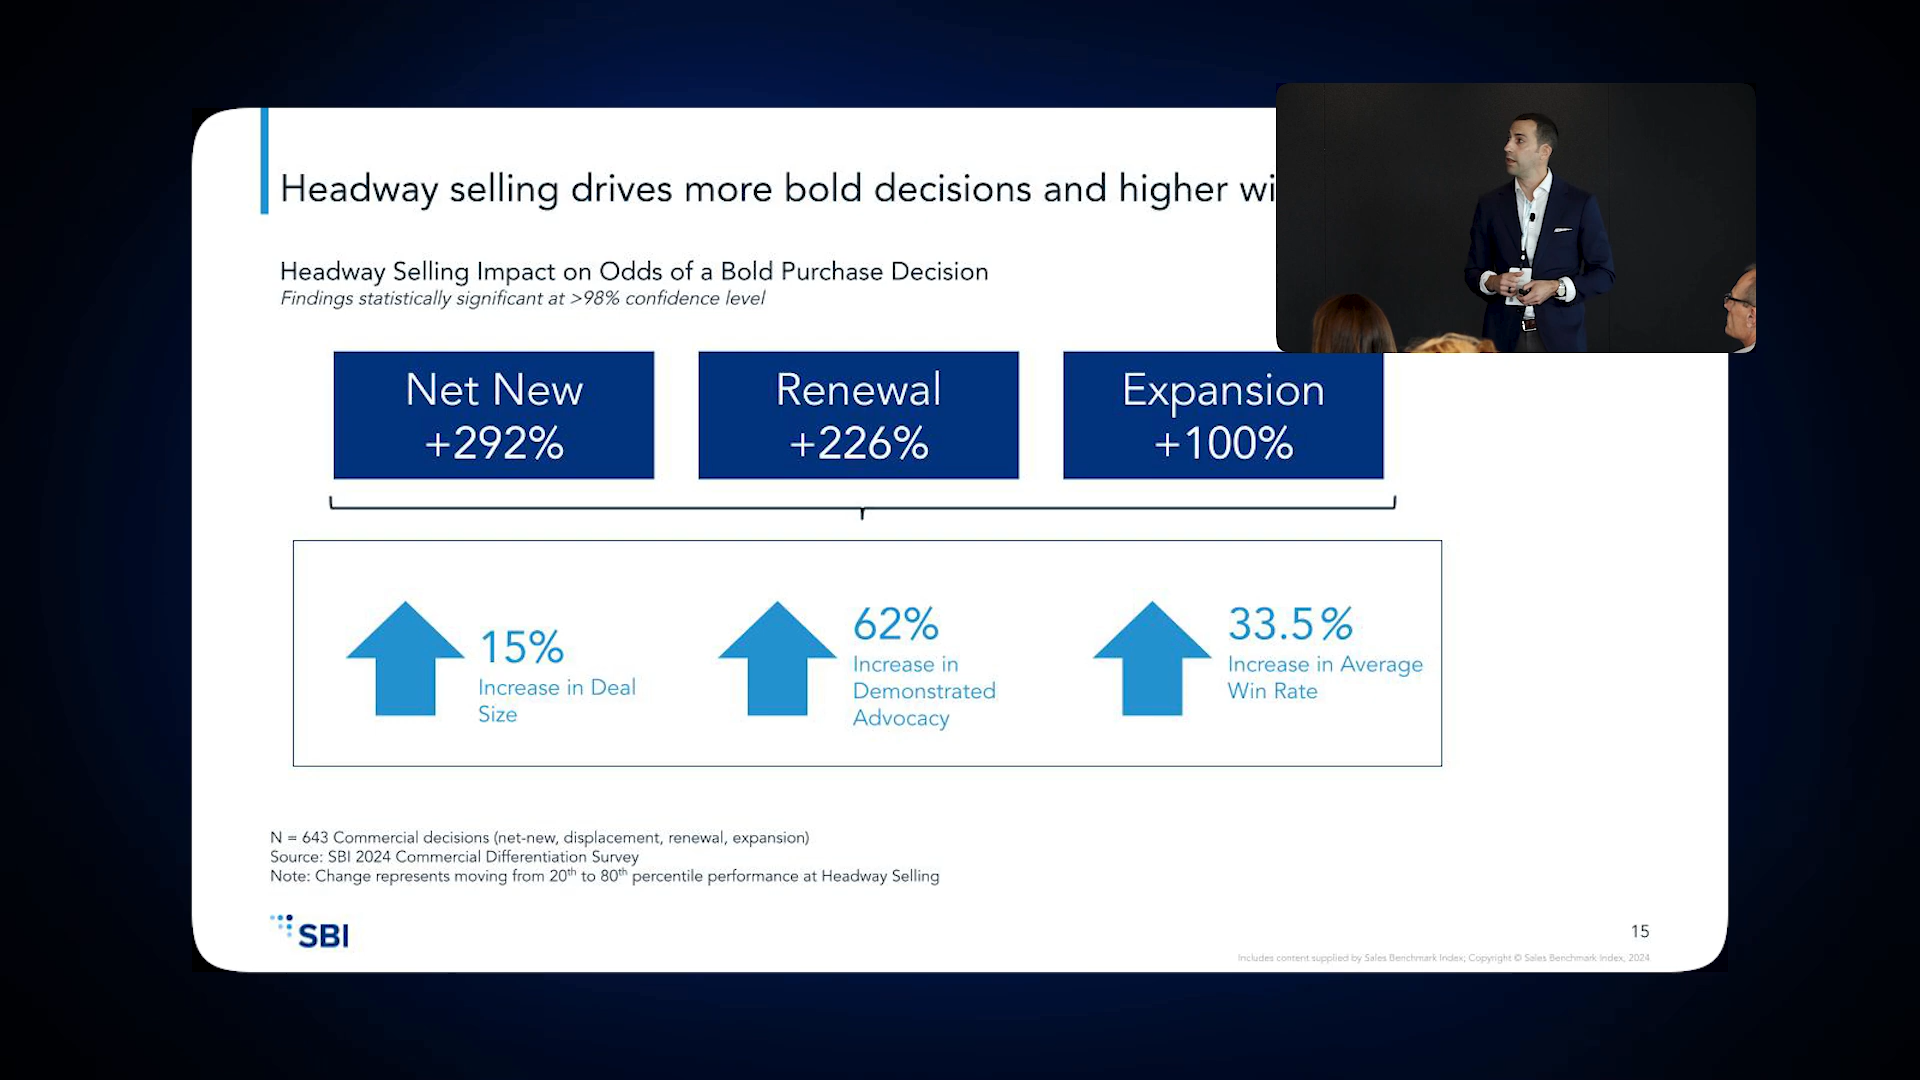 Headway selling drives more bold decisions and higher
Headway Selling Impact on Odds of a Bold Purchase Decision
Findings statistically significant at >98% confidence level
Net New
+292%
Renewal
+226%
Expansion
+100%
15%
Increase in Deal
Size
62%
Increase in
Demonstrated
Advocacy
33.5%
Increase in Average
Win Rate
N = 643 Commercial decisions (net-new, displacement, renewal, expansion)
Source: SBI 2024 Commercial Differentiation Survey
Note: Change represents moving from 20th to 80th percentile performance at Headway Selling
SBI
15
Includes content supplied by Sales Benchmark Index; Copyright © Sales Benchmark Index, 2024